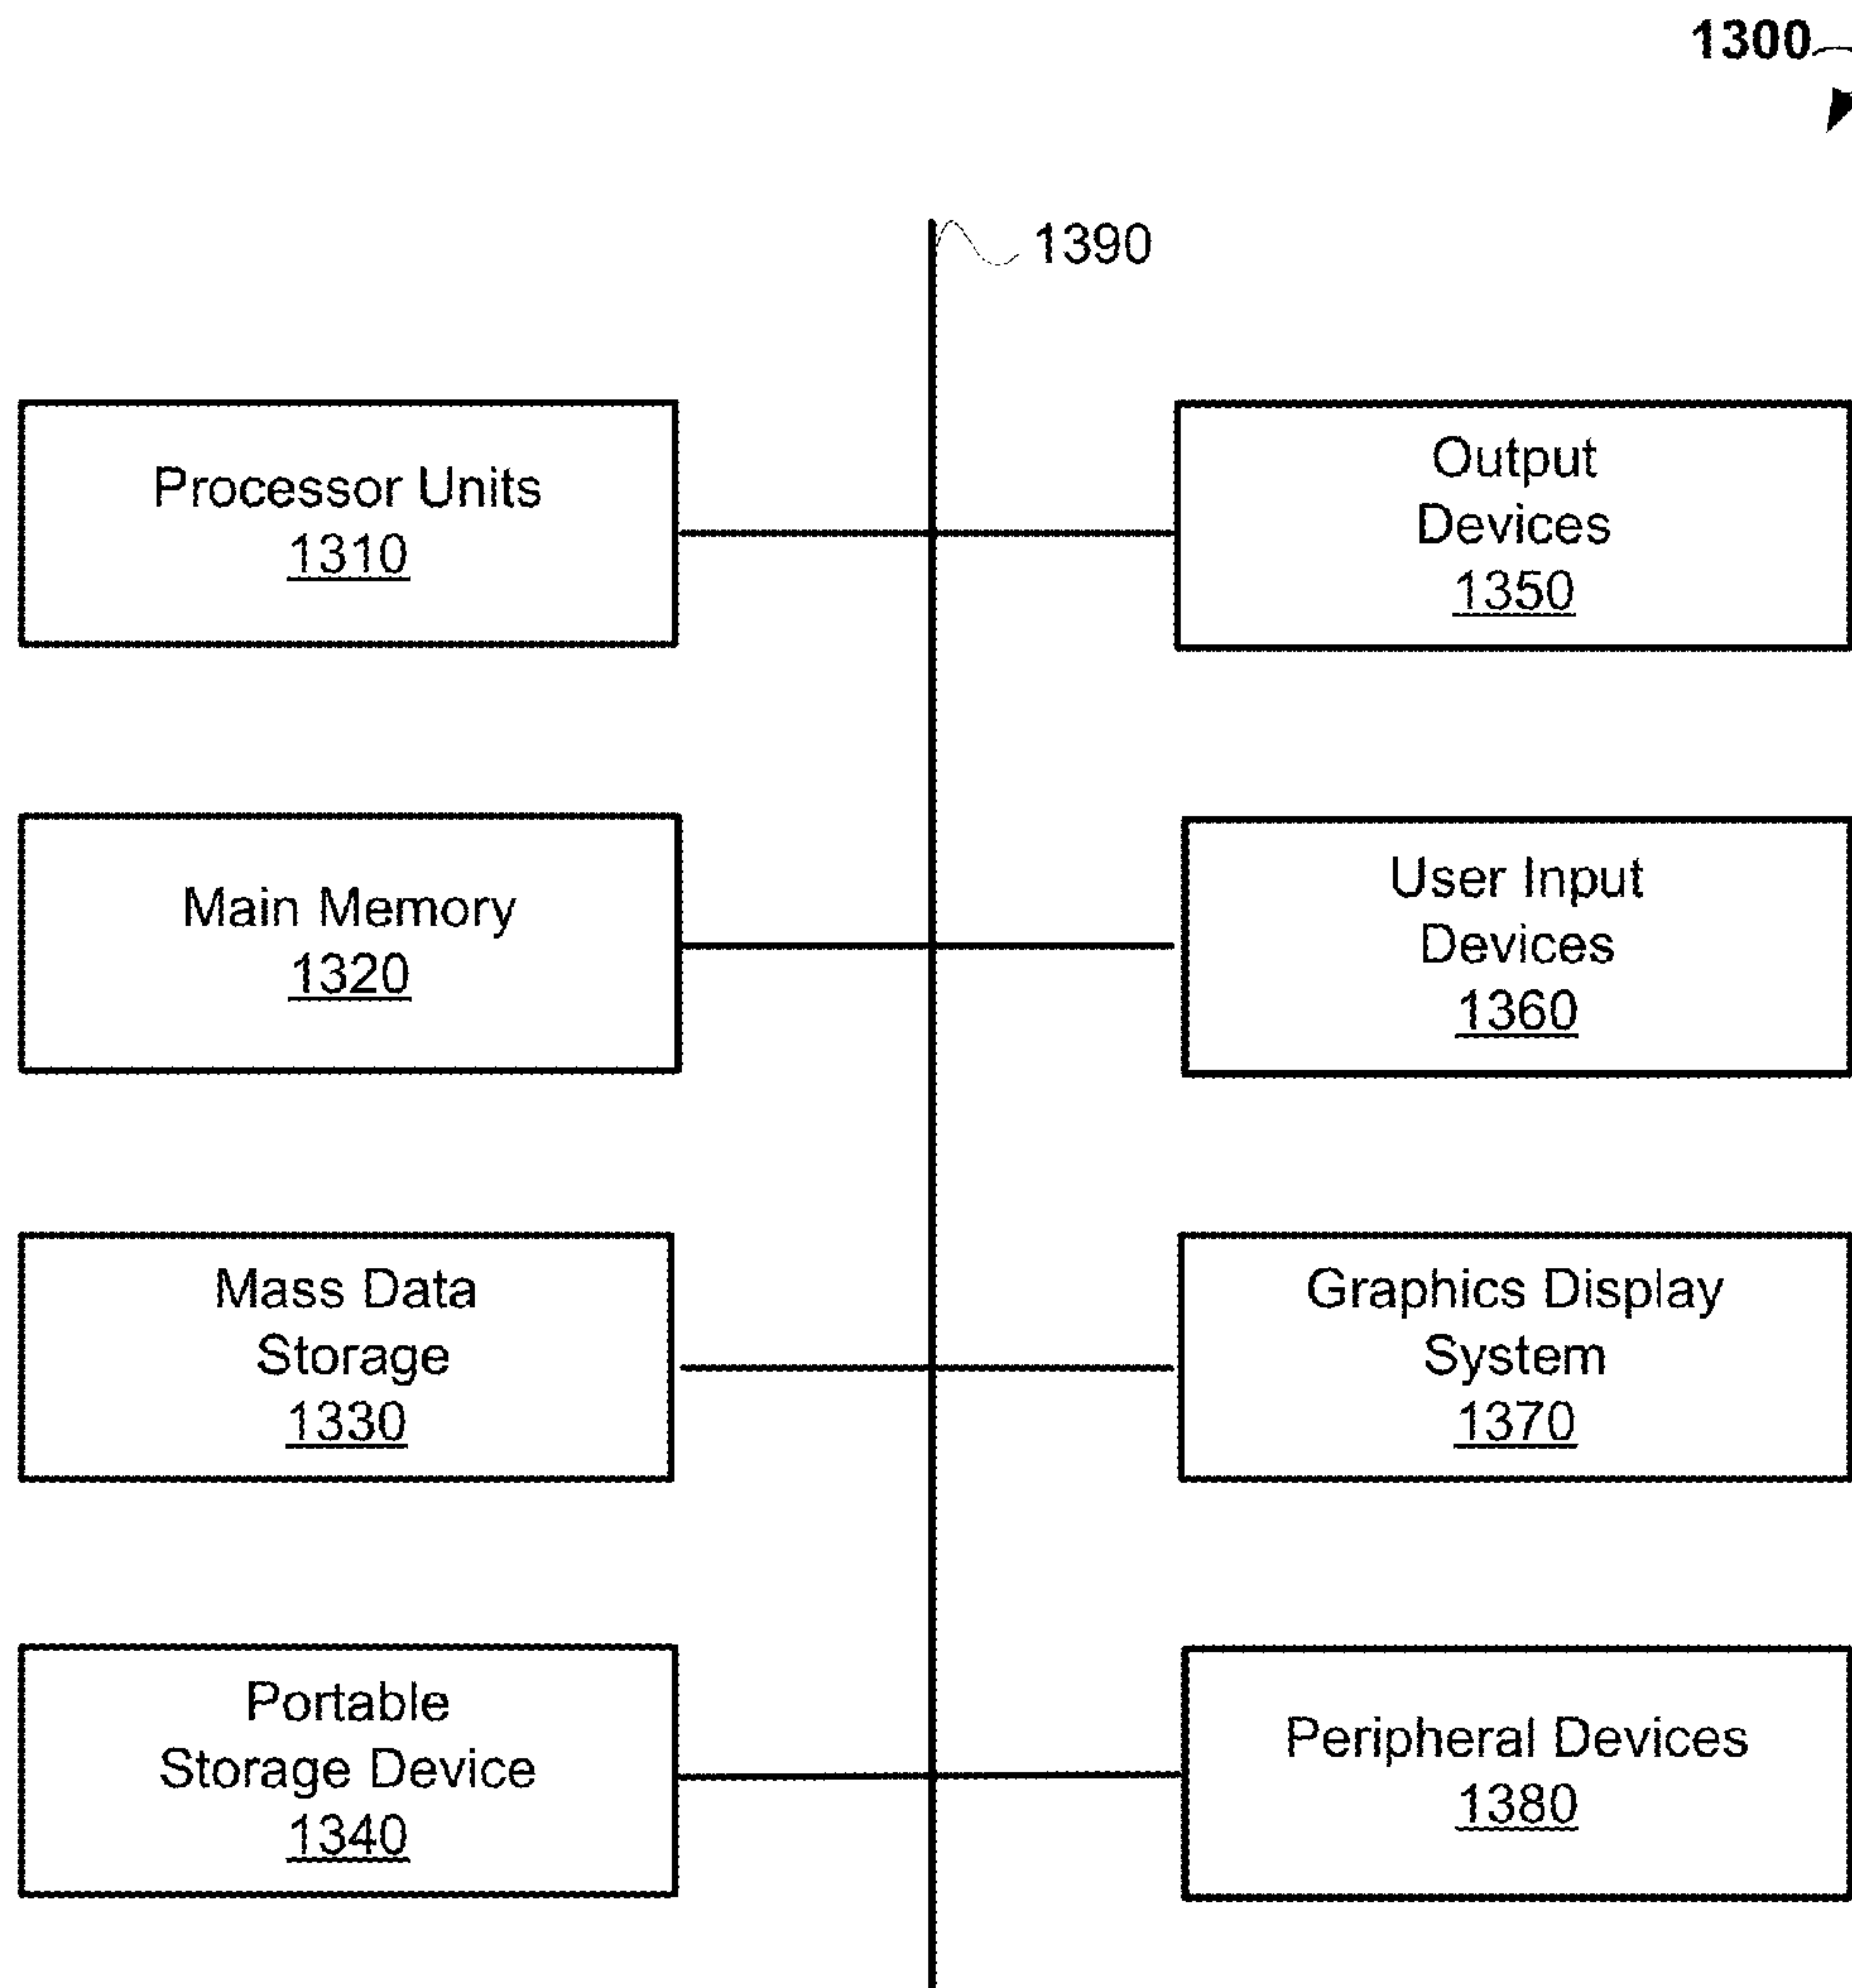 1300
1390
Processor Units
1310
Output
Devices
1350
Main Memory
1320
User Input
Devices
1360
Mass Data
Storage
1330
Graphics Display
System
1370
Portable
Storage Device
1340
Peripheral Devices
1380